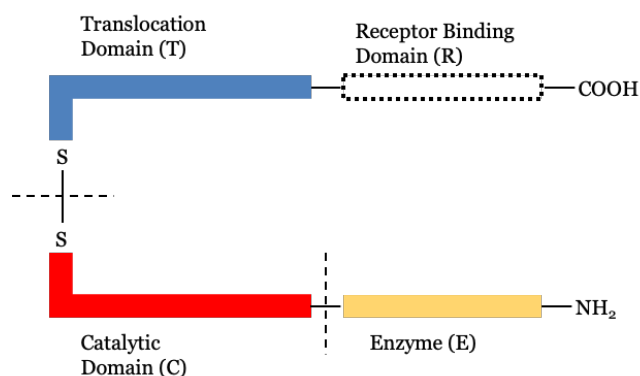 Translocation
Domain (T)
Receptor Binding
Domain (R)
COOH
S
S
NH₂
Catalytic
Domain (C)
Enzyme (E)